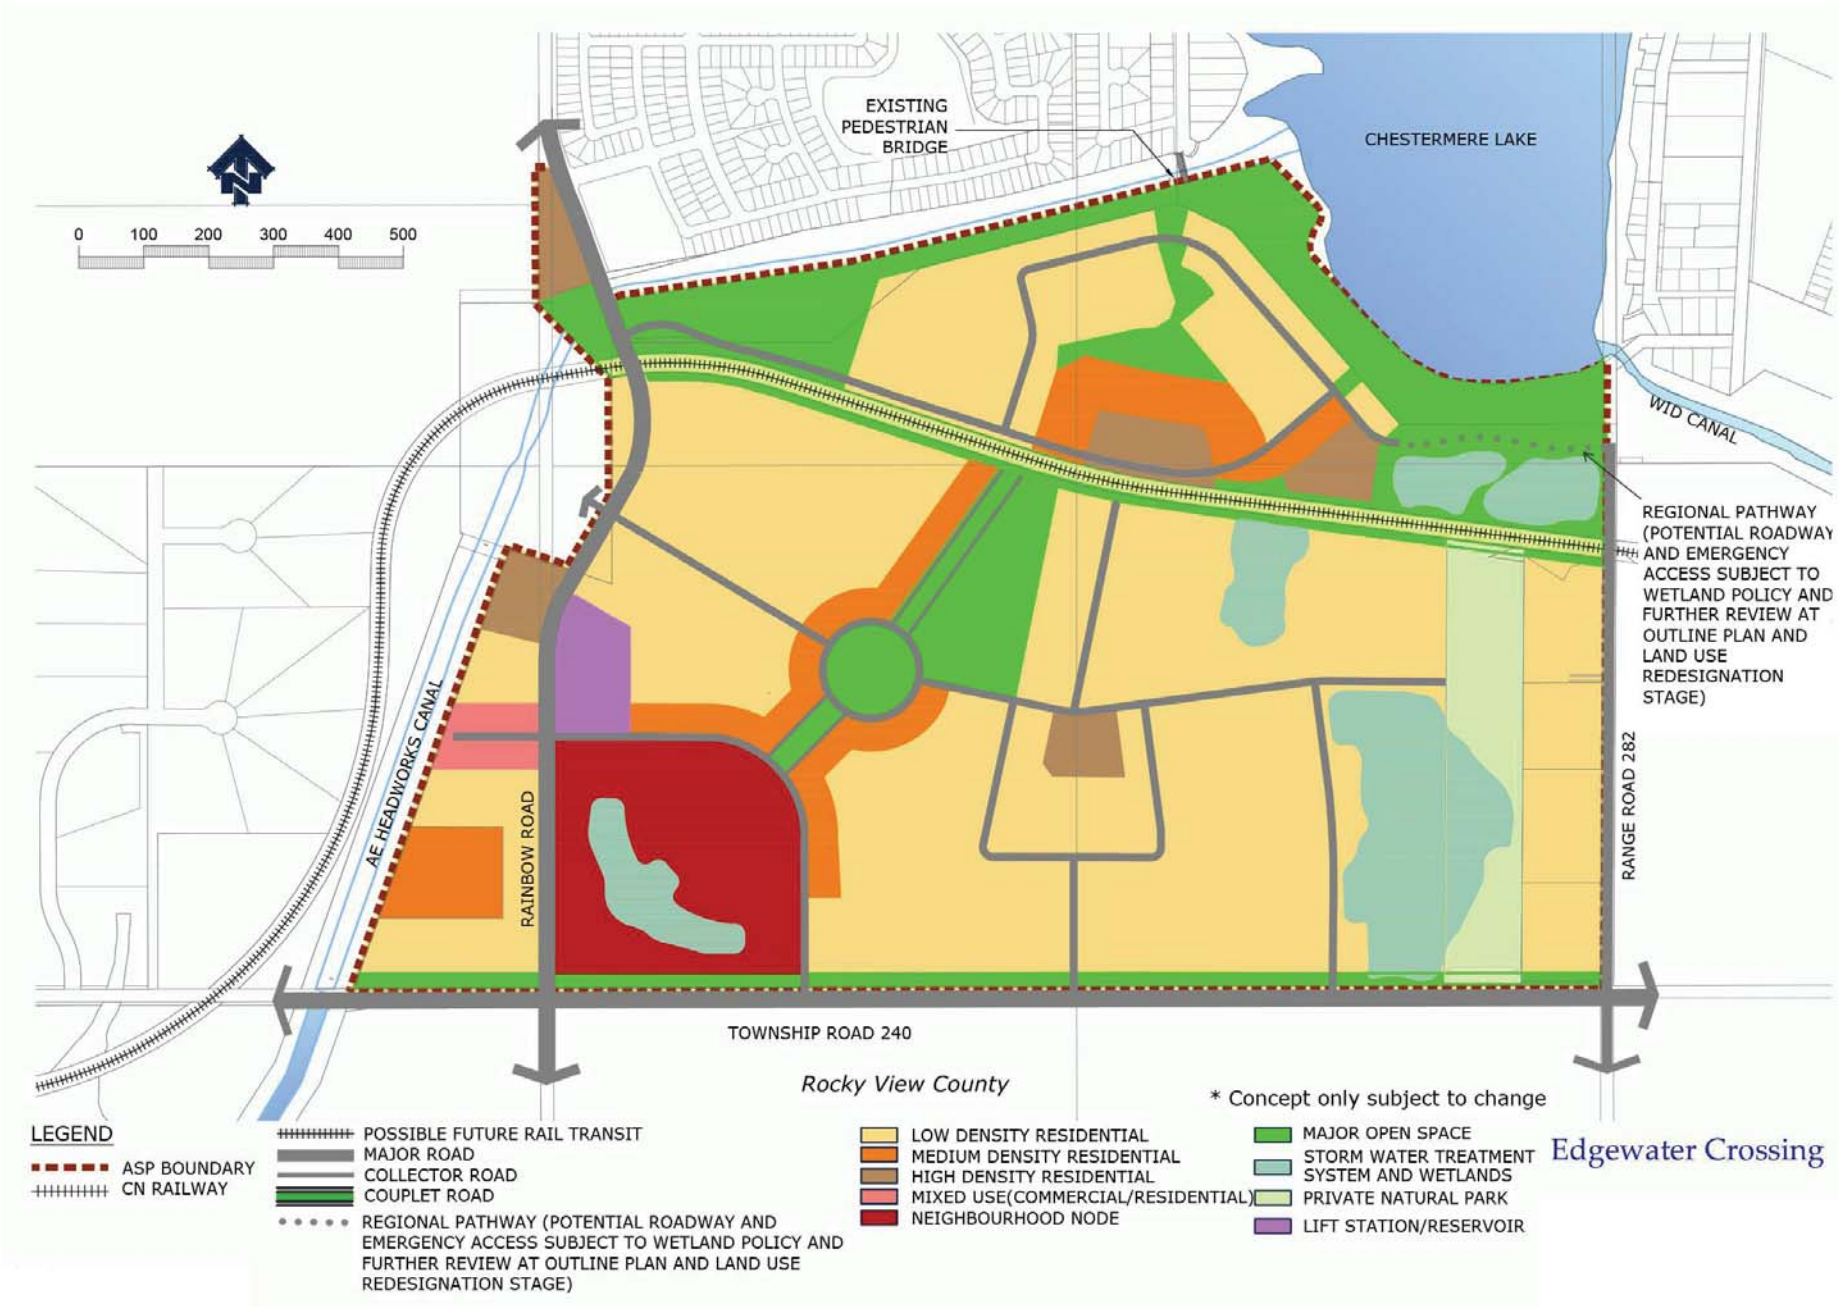 EXISTING
PEDESTRIAN
BRIDGE
CHESTERMERE LAKE
N
0 100 200 300 400 500
WID CANAL
REGIONAL PATHWAY
(POTENTIAL ROADWAY
AND EMERGENCY
ACCESS SUBJECT TO
WETLAND POLICY AND
FURTHER REVIEW AT
OUTLINE PLAN AND
LAND USE
REDESIGNATION
STAGE)
AE HEADWORKS CANAL
RAINBOW ROAD
RANGE ROAD 282
TOWNSHIP ROAD 240
Rocky View County
* Concept only subject to change
Edgewater Crossing
LEGEND
ASP BOUNDARY
CN RAILWAY
POSSIBLE FUTURE RAIL TRANSIT
MAJOR ROAD
COLLECTOR ROAD
COUPLET ROAD
REGIONAL PATHWAY (POTENTIAL ROADWAY AND
EMERGENCY ACCESS SUBJECT TO WETLAND POLICY AND
FURTHER REVIEW AT OUTLINE PLAN AND LAND USE
REDESIGNATION STAGE)
LOW DENSITY RESIDENTIAL
MEDIUM DENSITY RESIDENTIAL
HIGH DENSITY RESIDENTIAL
MIXED USE(COMMERCIAL/RESIDENTIAL)
NEIGHBOURHOOD NODE
MAJOR OPEN SPACE
STORM WATER TREATMENT
SYSTEM AND WETLANDS
PRIVATE NATURAL PARK
LIFT STATION/RESERVOIR